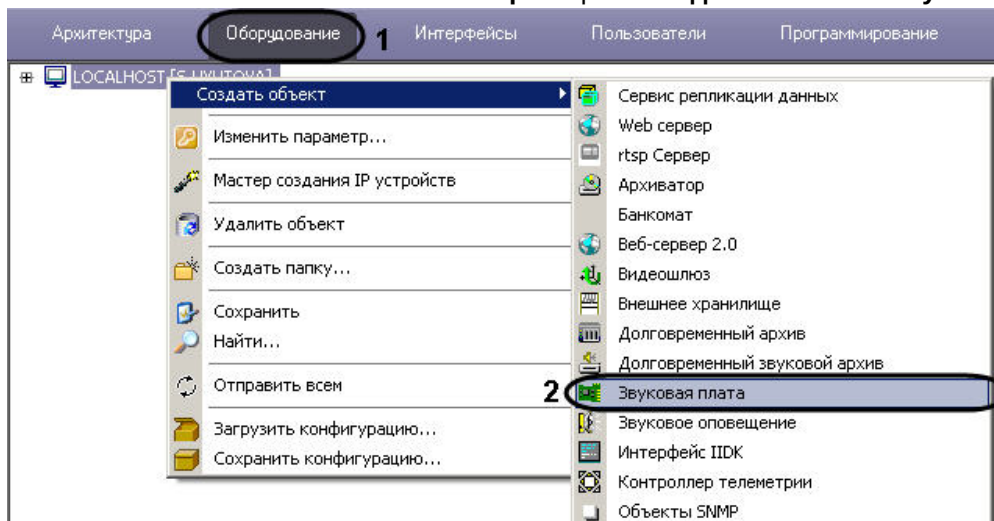 Архитектура Оборудование 1 Интерфейсы Пользователи Программирование
LOCALHOST
Создать объект
Изменить параметр...
Мастер создания IP устройств
Удалить объект
Создать папку...
Сохранить
Найти...
Отправить всем
Загрузить конфигурацию...
Сохранить конфигурацию...
Сервис репликации данных
Web сервер
rtsp Сервер
Архиватор
Банкомат
Веб-сервер 2.0
Видеошлюз
Внешнее хранилище
Долговременный архив
Долговременный звуковой архив
2 Звуковая плата
Звуковое оповещение
Интерфейс IIDK
Контроллер телеметрии
Объекты SNMP